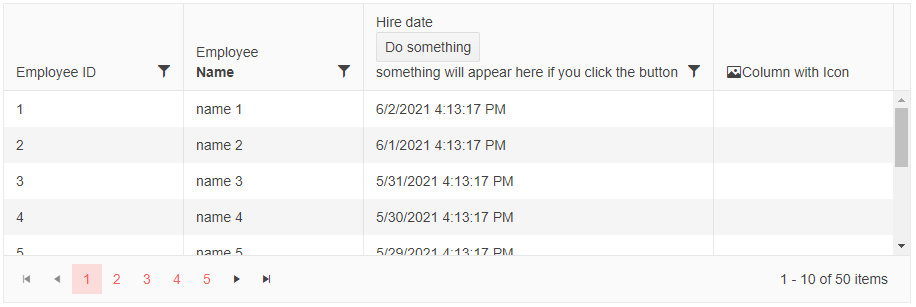 Hire date
Employee
Do something
Employee ID
Name
something will appear here if you click the button
Column with Icon
1 name 1 6/2/2021 4:13:17 PM
2 name 2 6/1/2021 4:13:17 PM
3 name 3 5/31/2021 4:13:17 PM
4 name 4 5/30/2021 4:13:17 PM
5 name 5 5/29/2021 4:13:17 PM
1 2 3 4 5 1 - 10 of 50 items